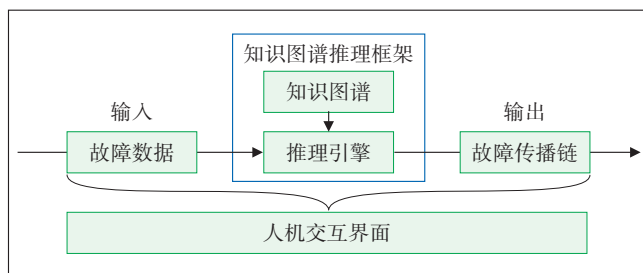 知识图谱推理框架
知识图谱
输入
输出
故障数据
推理引擎
故障传播链
人机交互界面